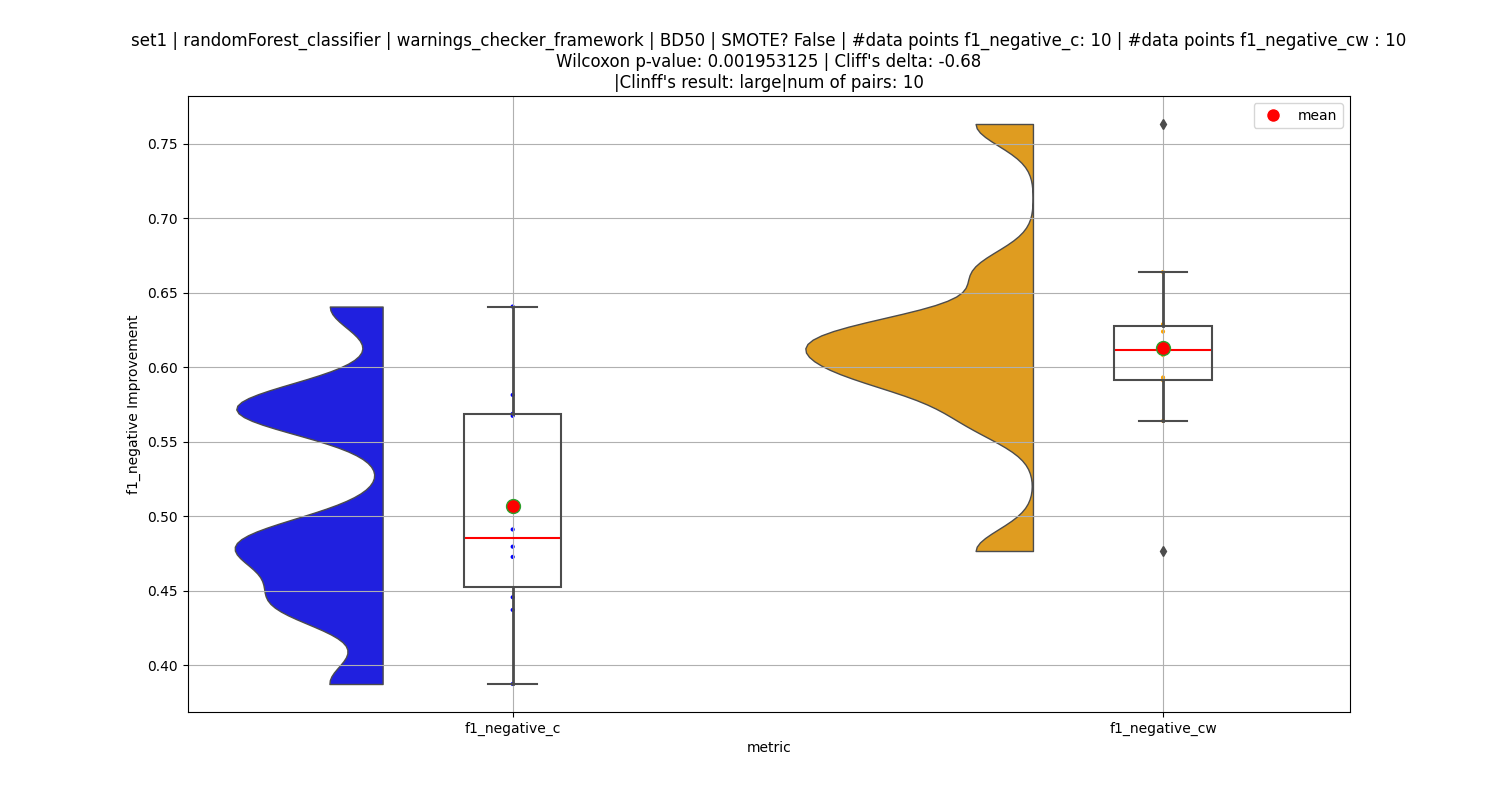 set1 | randomForest_classifier | warnings_checker_framework | BD50 | SMOTE? False | #data points f1_negative_c: 10 | #data points f1_negative_cw : 10
Wilcoxon p-value: 0.001953125 | Cliff's delta: -0.68
|Clinff's result: large|num of pairs: 10
mean
0.75
0.70
0.65
0.60
0.55
0.50
0.45
0.40
f1_negative Improvement
f1_negative_c
f1_negative_cw
metric